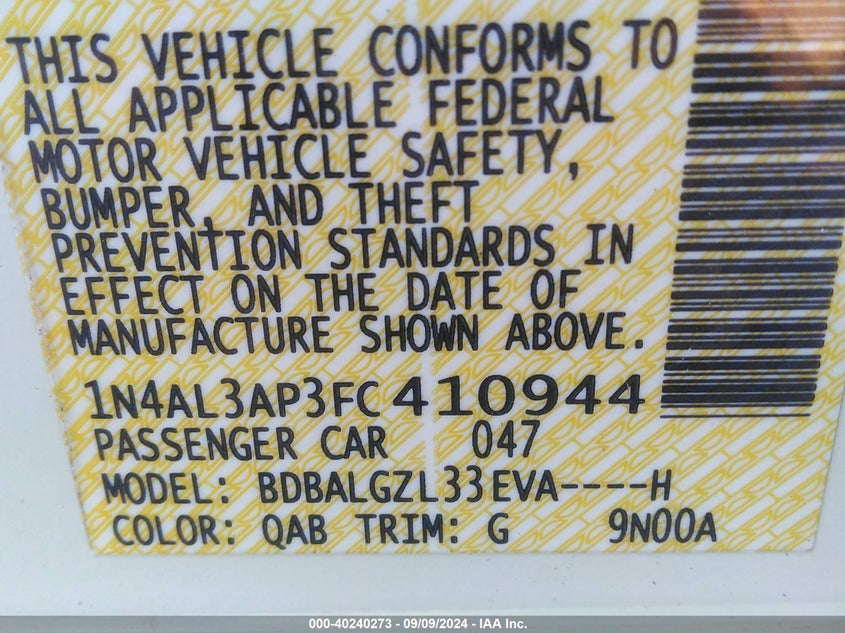 THIS VEHICLE CONFORMS TO
ALL APPLICABLE FEDERAL
MOTOR VEHICLE SAFETY,
BUMPER, AND THEFT
PREVENTION STANDARDS IN
EFFECT ON THE DATE OF
MANUFACTURE SHOWN ABOVE.
1N4AL3AP3FC410944
PASSENGER CAR 047
MODEL: BDBALGZL33EVA----H
COLOR: QAB TRIM: G 9N00A
000-40240273 - 09/09/2024 - IAA Inc.